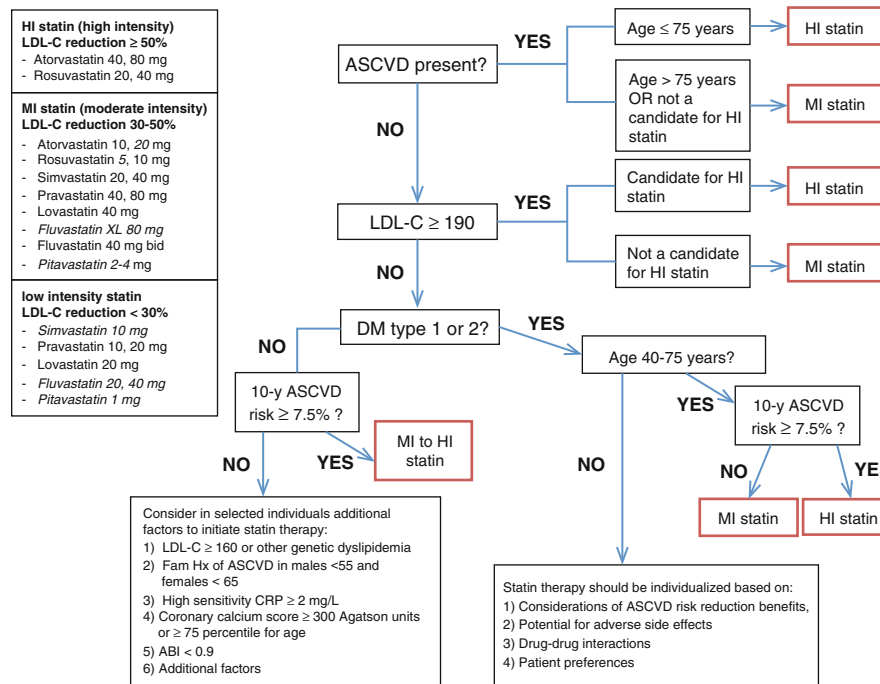 HI statin (high intensity)
LDL-C reduction ≥ 50%
- Atorvastatin 40, 80 mg
- Rosuvastatin 20, 40 mg
MI statin (moderate intensity)
LDL-C reduction 30-50%
- Atorvastatin 10, 20 mg
- Rosuvastatin 5, 10 mg
- Simvastatin 20, 40 mg
- Pravastatin 40, 80 mg
- Lovastatin 40 mg
- Fluvastatin XL 80 mg
- Fluvastatin 40 mg bid
- Pitavastatin 2-4 mg
low intensity statin
LDL-C reduction < 30%
- Simvastatin 10 mg
- Pravastatin 10, 20 mg
- Lovastatin 20 mg
- Fluvastatin 20, 40 mg
- Pitavastatin 1 mg
ASCVD present?
YES
Age ≤ 75 years
HI statin
Age > 75 years
OR not a
candidate for HI
statin
MI statin
NO
LDL-C ≥ 190
YES
Candidate for HI
statin
HI statin
Not a candidate
for HI statin
MI statin
NO
DM type 1 or 2?
NO
YES
10-y ASCVD
risk ≥ 7.5% ?
NO
YES
MI to HI
statin
Age 40-75 years?
NO
YES
10-y ASCVD
risk ≥ 7.5% ?
NO
YE
MI statin
HI statin
Consider in selected individuals additional
factors to initiate statin therapy:
1) LDL-C ≥ 160 or other genetic dyslipidemia
2) Fam Hx of ASCVD in males <55 and
females < 65
3) High sensitivity CRP ≥ 2 mg/L
4) Coronary calcium score ≥ 300 Agatson units
or ≥ 75 percentile for age
5) ABI < 0.9
6) Additional factors
Statin therapy should be individualized based on:
1) Considerations of ASCVD risk reduction benefits,
2) Potential for adverse side effects
3) Drug-drug interactions
4) Patient preferences